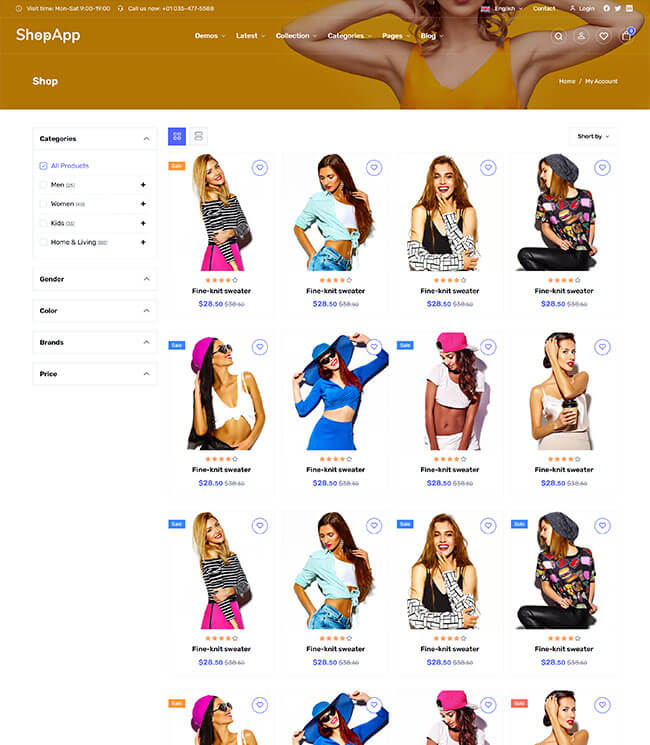 Visit time: Mon-Sat 9:00-19:00 Call us now: +01 035-477-5588 English Contact Login
ShopApp Demos Latest Collection Categories Pages Blog
Shop Home / My Account
Categories
All Products
Men (25)
Women
Kids
Home & Living
Gender
Color
Brands
Price
Short by
Sale
Fine-knit sweater Fine-knit sweater Fine-knit sweater Fine-knit sweater
$28.50 $38.50 $28.50 $38.50 $28.50 $38.50 $28.50 $38.50
Sale Sale
Fine-knit sweater Fine-knit sweater Fine-knit sweater Fine-knit sweater
$28.50 $38.50 $28.50 $38.50 $28.50 $38.50 $28.50 $38.50
Sale Sale Sale
Fine-knit sweater Fine-knit sweater Fine-knit sweater Fine-knit sweater
$28.50 $38.50 $28.50 $38.50 $28.50 $38.50 $28.50 $38.50
Sale Sale